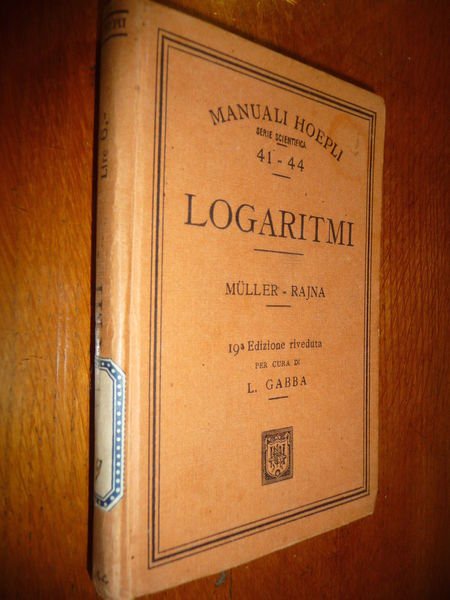 MANUALI HOEPLI
SERIE SCIENTIFICA
41-44
LOGARITMI
MÜLLER - RAJNA
19ª Edizione riveduta
PER CURA DI
L. GABBA